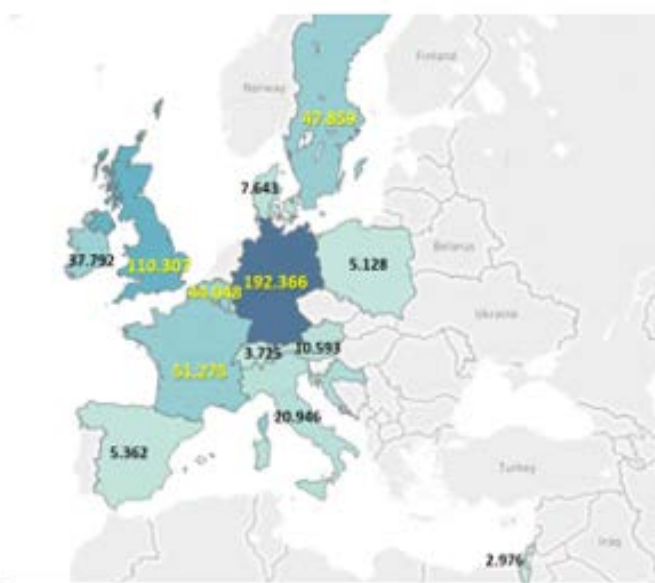 Finland
Norway
47.859
7.643
37.792
110.307
192.366
5.128
Belarus
Ukraine
3.725
10.593
51.275
20.946
5.362
Turkey
Iraq
2.976